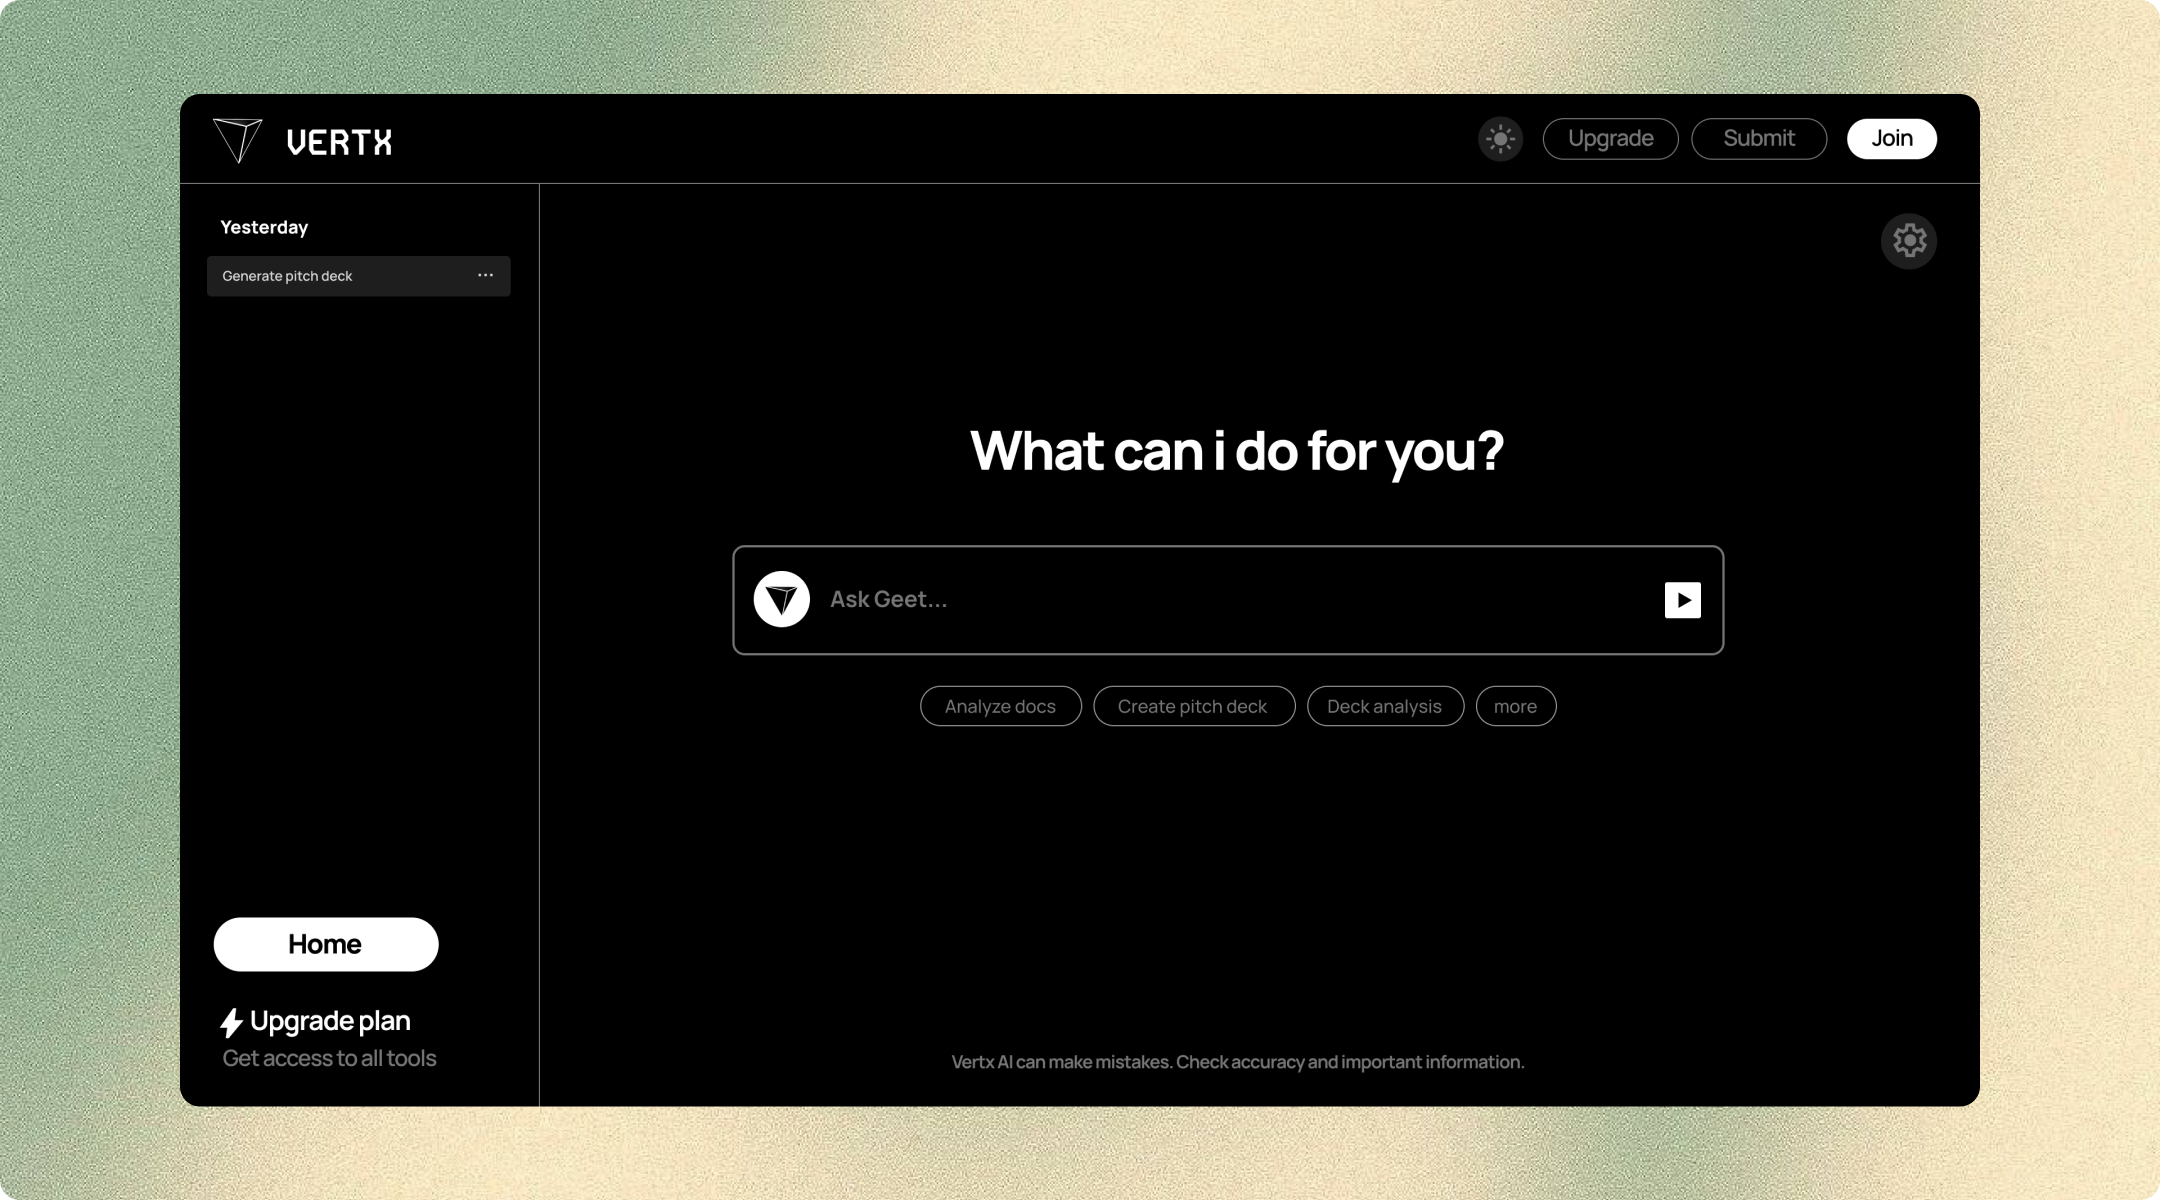 VERTX
Upgrade
Submit
Join
Yesterday
Generate pitch deck
...
What can i do for you?
Ask Geet...
Analyze docs
Create pitch deck
Deck analysis
more
Home
Upgrade plan
Get access to all tools
Vertx AI can make mistakes. Check accuracy and important information.